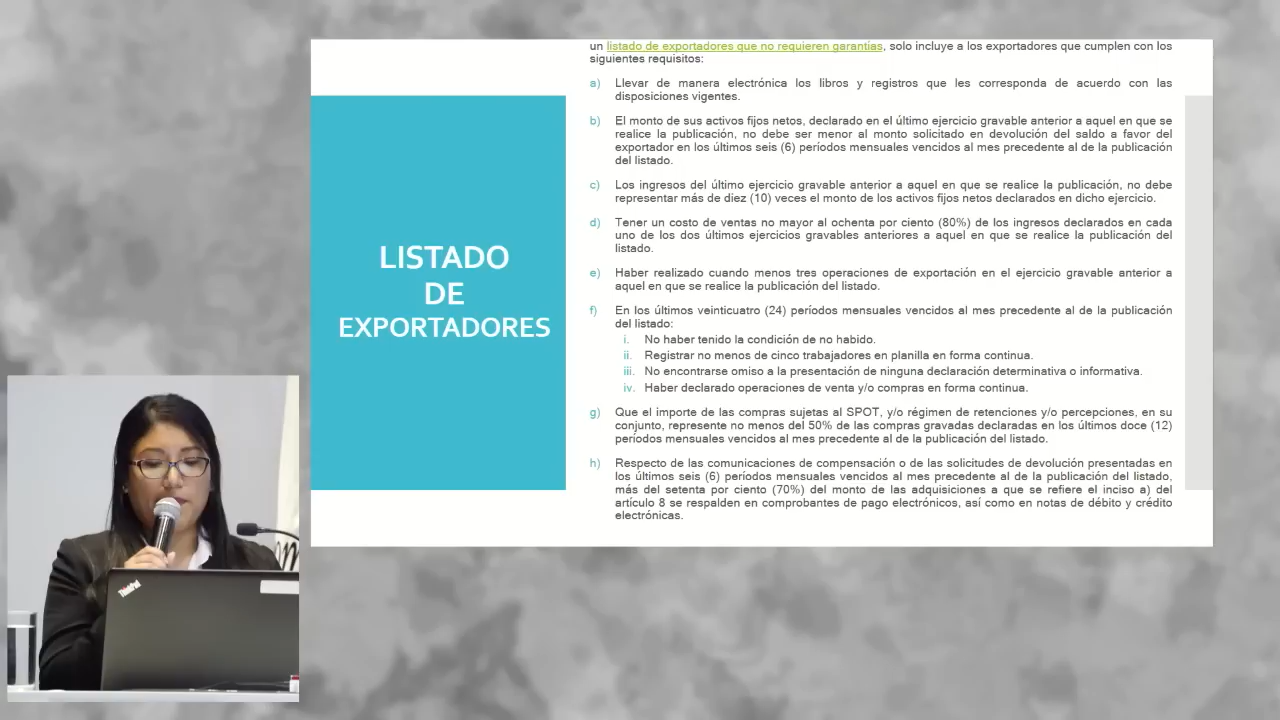 un listado de exportadores que no requieren garantías, solo incluye a los exportadores que cumplen con los
siguientes requisitos:
a) Llevar de manera electrónica los libros y registros que les corresponda de acuerdo con las
disposiciones vigentes.
b) El monto de sus activos fijos netos, declarado en el último ejercicio gravable anterior a aquel en que se
realice la publicación, no debe ser menor al monto solicitado en devolución del saldo a favor del
exportador en los últimos seis (6) períodos mensuales vencidos al mes precedente al de la publicación
del listado.
c) Los ingresos del último ejercicio gravable anterior a aquel en que se realice la publicación, no debe
representar más de diez (10) veces el monto de los activos fijos netos declarados en dicho ejercicio.
d) Tener un costo de ventas no mayor al ochenta por ciento (80%) de los ingresos declarados en cada
uno de los dos últimos ejercicios gravables anteriores a aquel en que se realice la publicación del
listado.
e) Haber realizado cuando menos tres operaciones de exportación en el ejercicio gravable anterior a
aquel en que se realice la publicación del listado.
f) En los últimos veinticuatro (24) períodos mensuales vencidos al mes precedente al de la publicación
del listado:
i. No haber tenido la condición de no habido.
ii. Registrar no menos de cinco trabajadores en planilla en forma continua.
iii. No encontrarse omiso a la presentación de ninguna declaración determinativa o informativa.
iv. Haber declarado operaciones de venta y/o compras en forma continua.
g) Que el importe de las compras sujetas al SPOT, y/o régimen de retenciones y/o percepciones, en su
conjunto, represente no menos del 50% de las compras gravadas declaradas en los últimos doce (12)
períodos mensuales vencidos al mes precedente al de la publicación del listado.
h) Respecto de las comunicaciones de compensación o de las solicitudes de devolución presentadas en
los últimos seis (6) períodos mensuales vencidos al mes precedente al de la publicación del listado,
más del setenta por ciento (70%) del monto de las adquisiciones a que se refiere el inciso a) del
artículo 8 se respalden en comprobantes de pago electrónicos, así como en notas de débito y crédito
electrónicas.
LISTADO
DE
EXPORTADORES
ThinkPad